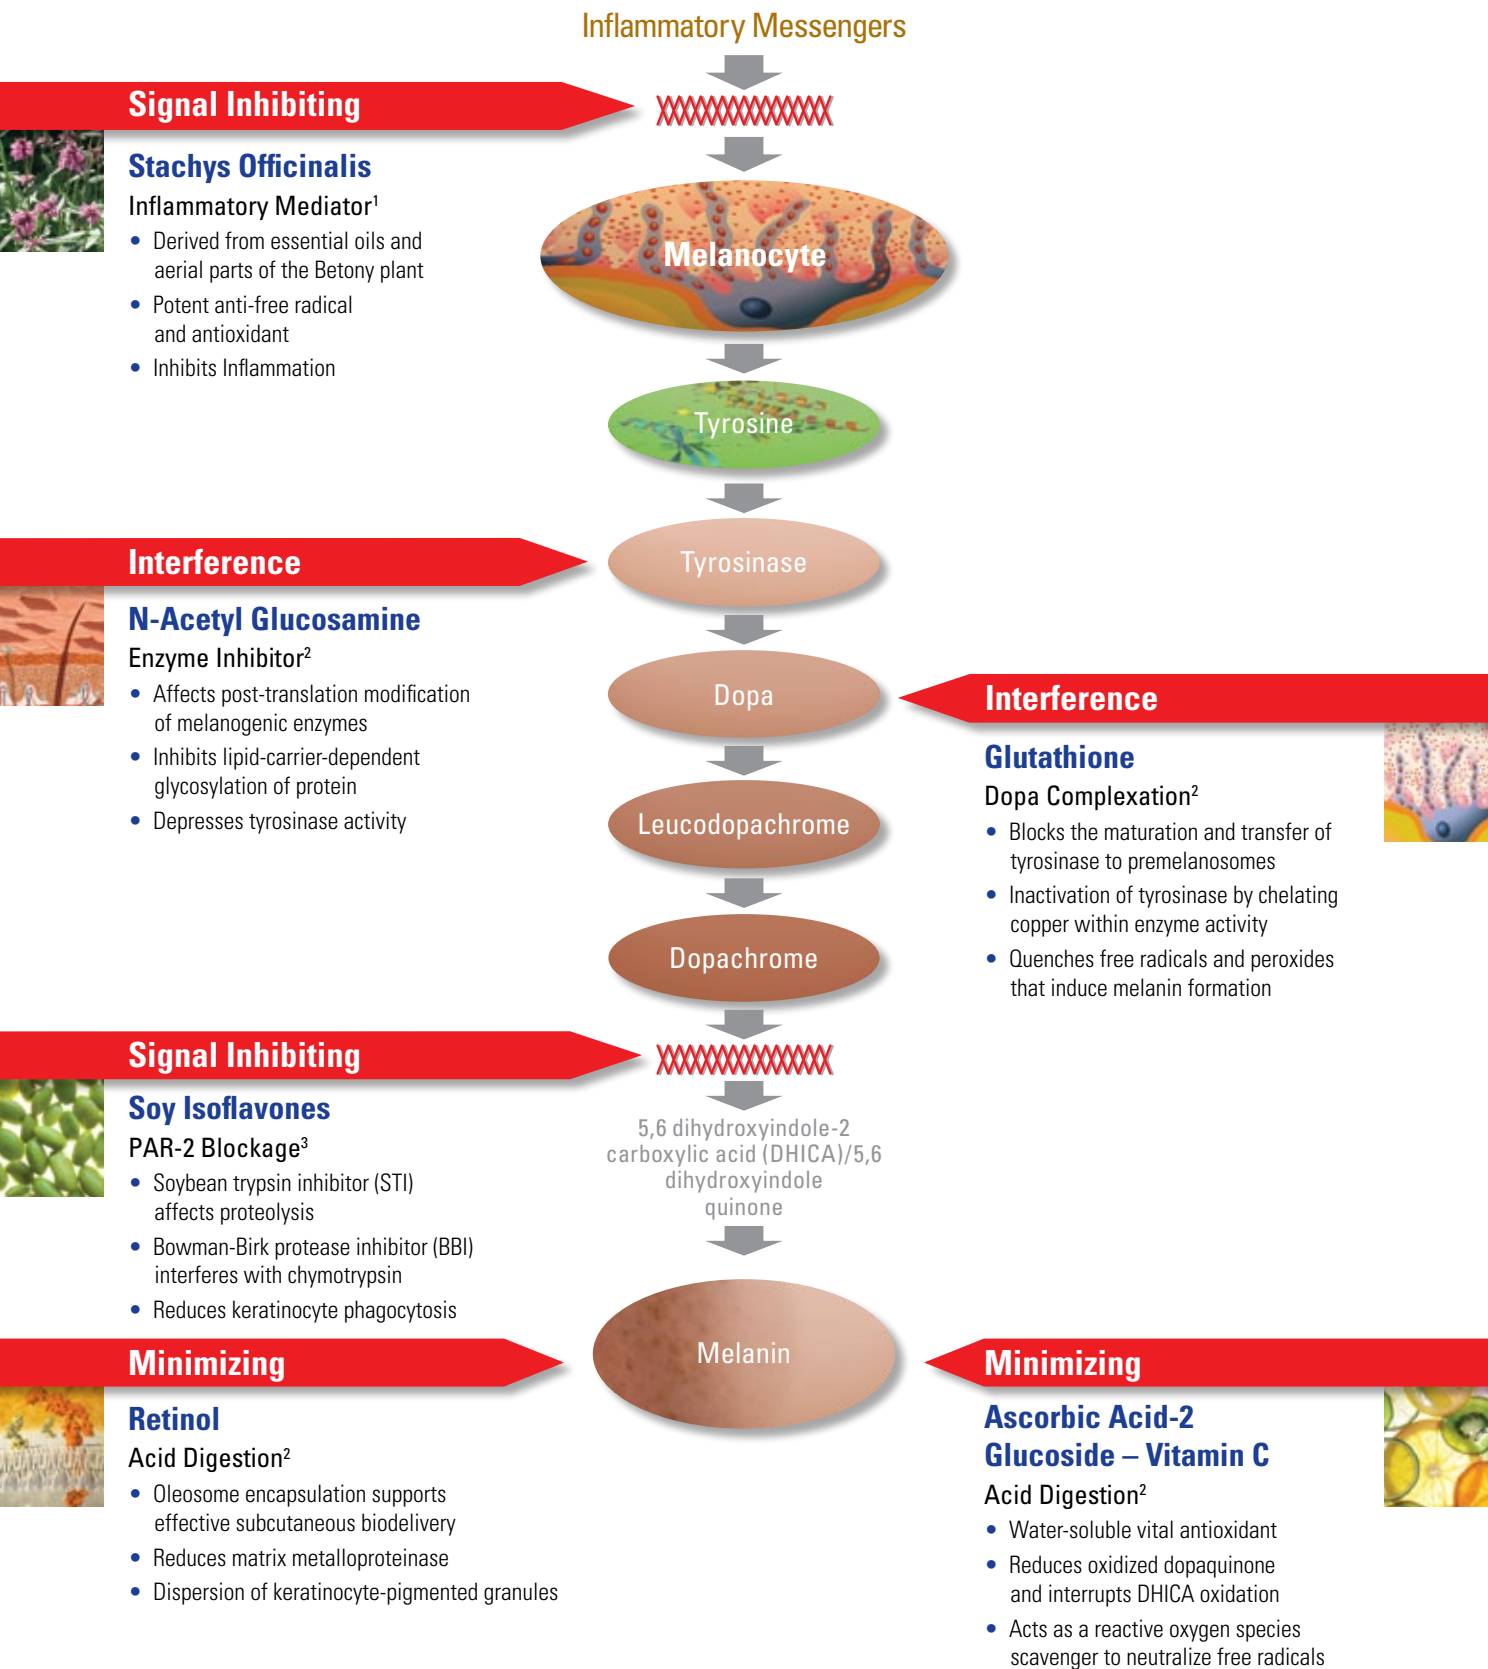 Inflammatory Messengers
Signal Inhibiting
Stachys Officinalis
Inflammatory Mediator¹
• Derived from essential oils and
aerial parts of the Betony plant
• Potent anti-free radical
and antioxidant
• Inhibits Inflammation
Melanocyte
Tyrosine
Interference
Tyrosinase
N-Acetyl Glucosamine
Enzyme Inhibitor²
• Affects post-translation modification
of melanogenic enzymes
• Inhibits lipid-carrier-dependent
glycosylation of protein
• Depresses tyrosinase activity
Dopa
Interference
Glutathione
Dopa Complexation²
• Blocks the maturation and transfer of
tyrosinase to premelanosomes
• Inactivation of tyrosinase by chelating
copper within enzyme activity
• Quenches free radicals and peroxides
that induce melanin formation
Leucodopachrome
Dopachrome
Signal Inhibiting
Soy Isoflavones
PAR-2 Blockage³
• Soybean trypsin inhibitor (STI)
affects proteolysis
• Bowman-Birk protease inhibitor (BBI)
interferes with chymotrypsin
• Reduces keratinocyte phagocytosis
5,6 dihydroxyindole-2
carboxylic acid (DHICA)/5,6
dihydroxyindole
quinone
Melanin
Minimizing
Retinol
Acid Digestion²
• Oleosome encapsulation supports
effective subcutaneous biodelivery
• Reduces matrix metalloproteinase
• Dispersion of keratinocyte-pigmented granules
Minimizing
Ascorbic Acid-2
Glucoside – Vitamin C
Acid Digestion²
• Water-soluble vital antioxidant
• Reduces oxidized dopaquinone
and interrupts DHICA oxidation
• Acts as a reactive oxygen species
scavenger to neutralize free radicals